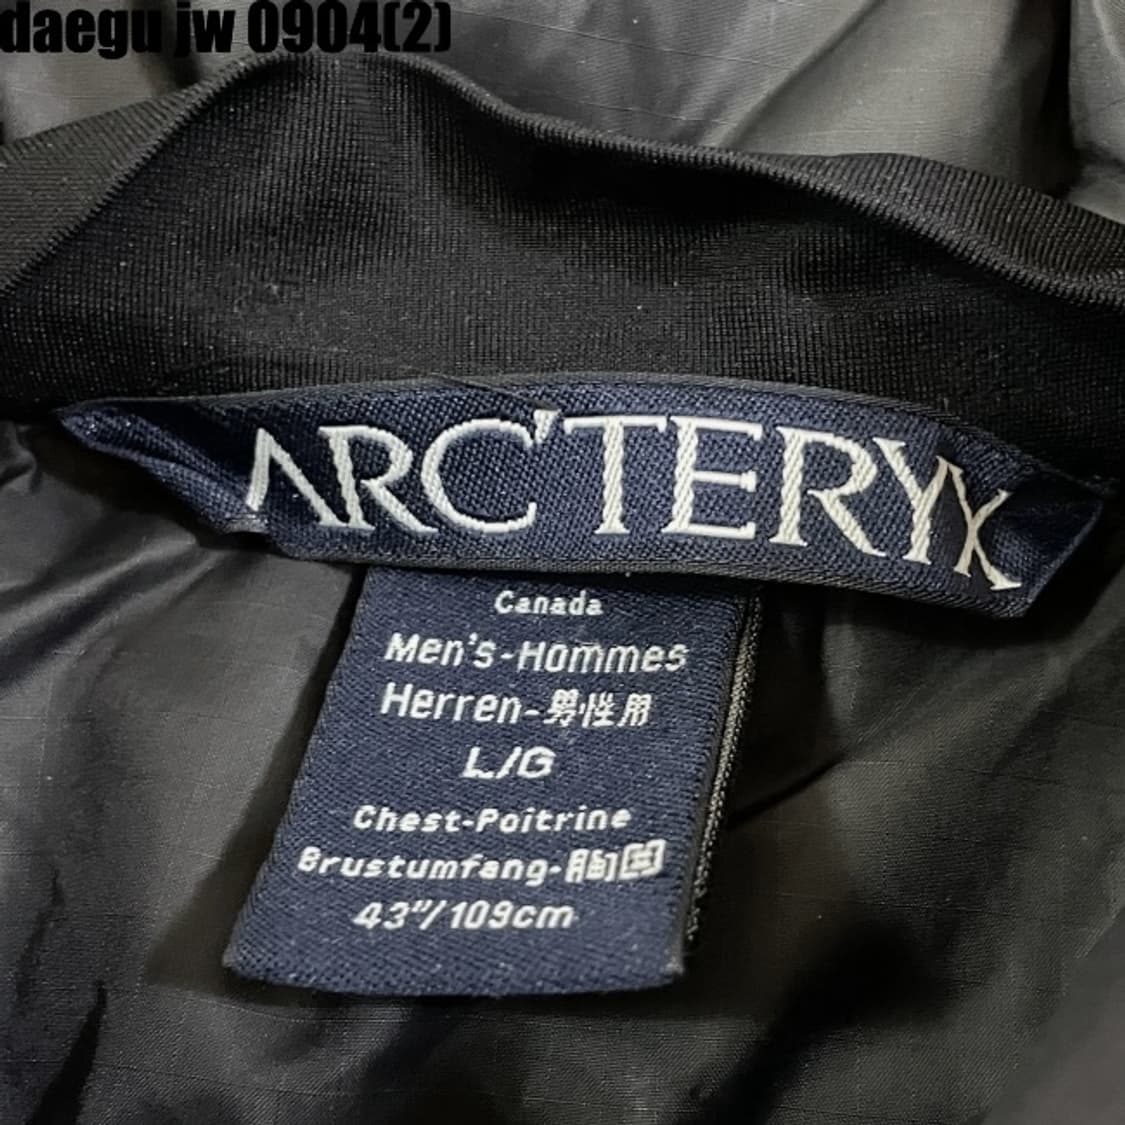 daegu jw 0904(2)
ARC'TERYX
Canada
Men's-Hommes
Herren-男性用
L/G
Chest-Poitrine
Brustumfang-胸囲
43"/109cm